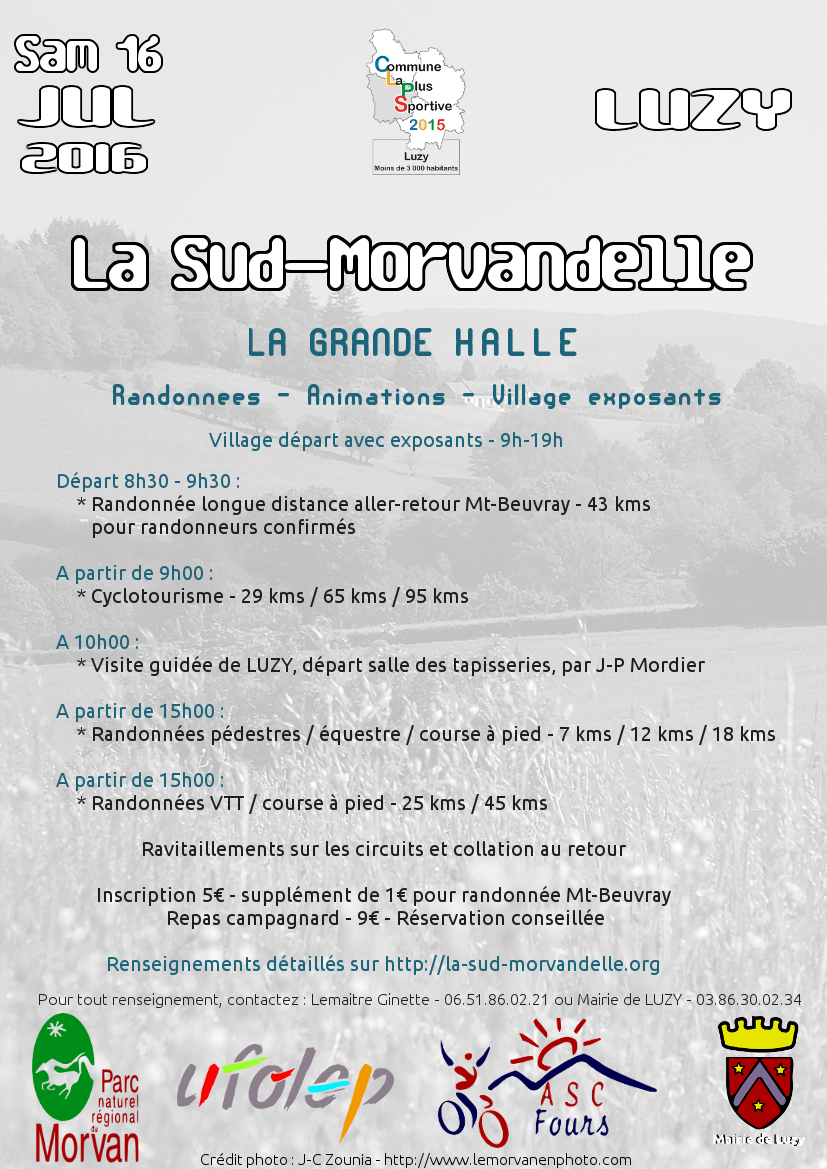 Sam 16
JUL
2016
Commune
La Plus
Sportive
2015
Luzy
Moins de 3 000 habitants
LUZY
La Sud-Morvandelle
LA GRANDE HALLE
Randonnees - Animations - Village exposants
Village départ avec exposants - 9h-19h
Départ 8h30 - 9h30 :
* Randonnée longue distance aller-retour Mt-Beuvray - 43 kms
pour randonneurs confirmés
A partir de 9h00 :
* Cyclotourisme - 29 kms / 65 kms / 95 kms
A 10h00 :
* Visite guidée de LUZY, départ salle des tapisseries, par J-P Mordier
A partir de 15h00 :
* Randonnées pédestres / équestre / course à pied - 7 kms / 12 kms / 18 kms
A partir de 15h00 :
* Randonnées VTT / course à pied - 25 kms / 45 kms
Ravitaillements sur les circuits et collation au retour
Inscription 5€ - supplément de 1€ pour randonnée Mt-Beuvray
Repas campagnard - 9€ - Réservation conseillée
Renseignements détaillés sur http://la-sud-morvandelle.org
Pour tout renseignement, contactez : Lemaitre Ginette - 06.51.86.02.21 ou Mairie de LUZY - 03.86.30.02.34
Parc
naturel
régional
du
Morvan
ufolep
ASC
Fours
Mairie de Luzy
Crédit photo : J-C Zounia - http://www.lemorvanenphoto.com